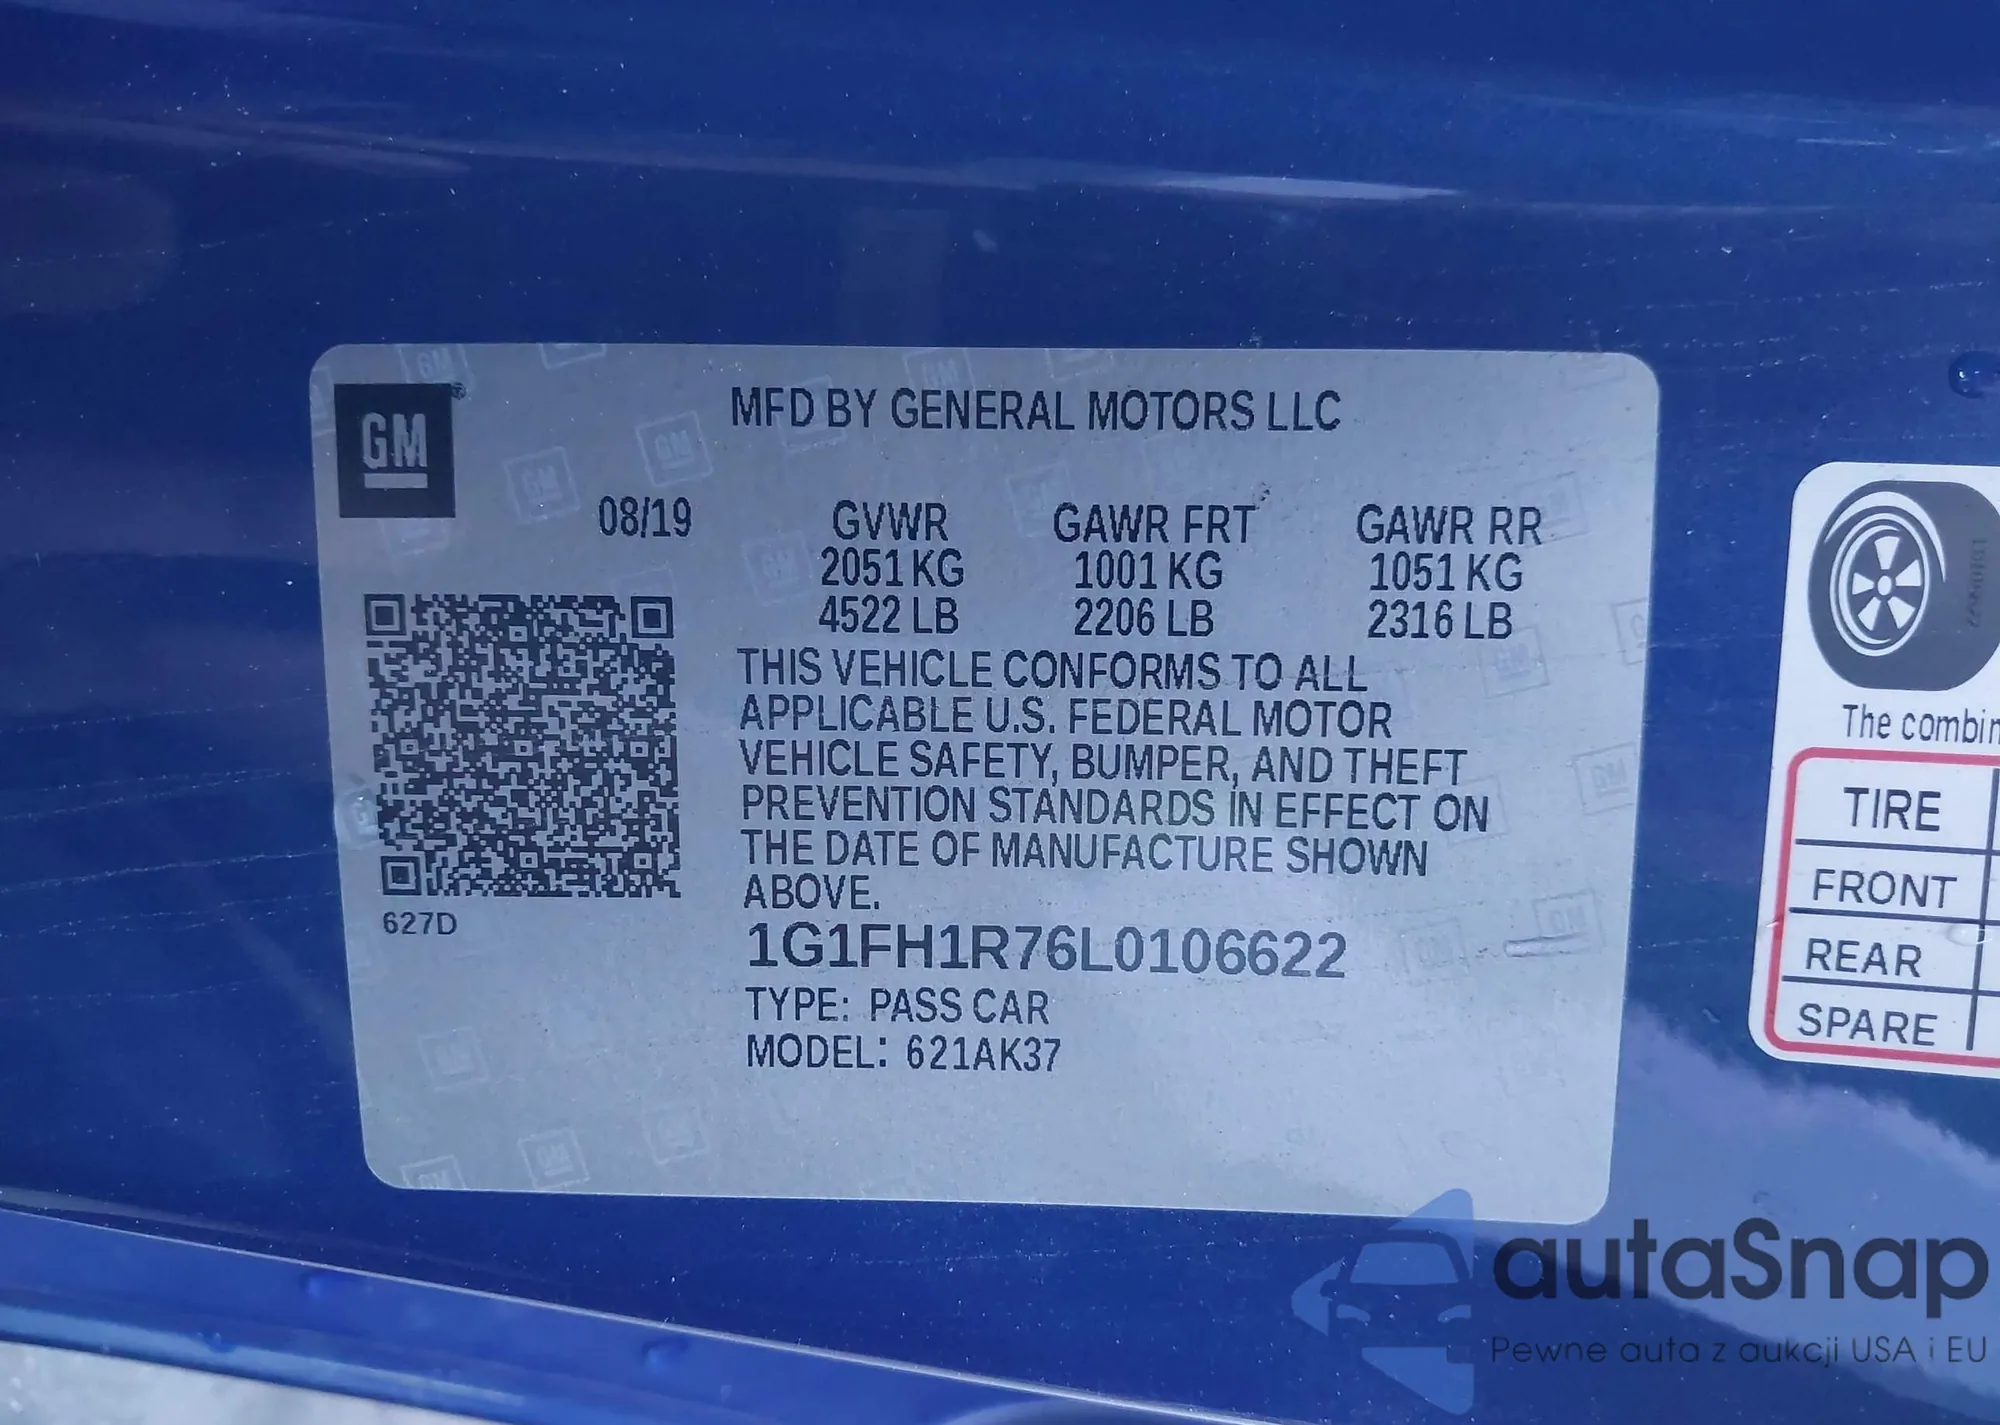 GM
MFD BY GENERAL MOTORS LLC
08/19
GVWR GAWR FRT GAWR RR
2051 KG 1001 KG 1051 KG
4522 LB 2206 LB 2316 LB
THIS VEHICLE CONFORMS TO ALL
APPLICABLE U.S. FEDERAL MOTOR
VEHICLE SAFETY, BUMPER, AND THEFT
PREVENTION STANDARDS IN EFFECT ON
THE DATE OF MANUFACTURE SHOWN
ABOVE.
627D
1G1FH1R76L0106622
TYPE: PASS CAR
MODEL: 621AK37
The combin
TIRE
FRONT
REAR
SPARE
autaSnap
Pewne auta z aukcji USA i EU